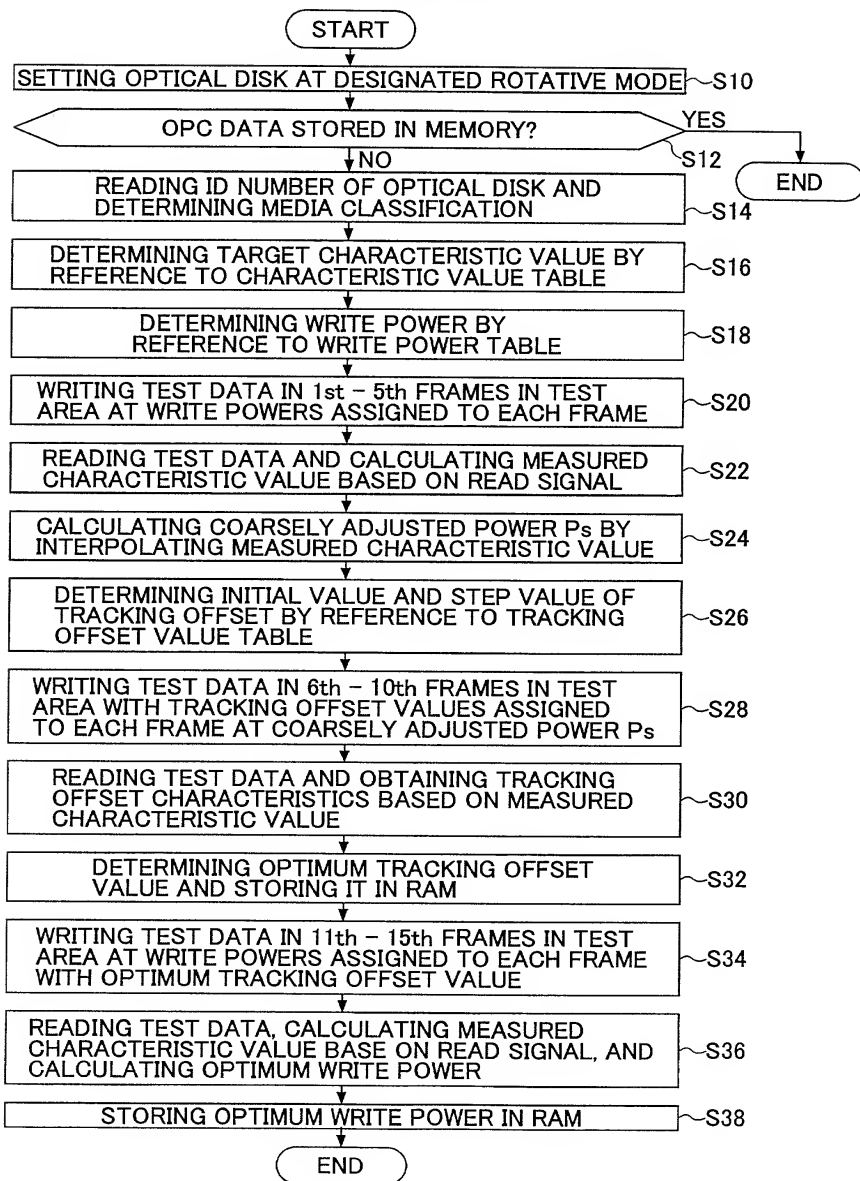 START
SETTING OPTICAL DISK AT DESIGNATED ROTATIVE MODE
S10
OPC DATA STORED IN MEMORY?
YES
S12
NO
END
READING ID NUMBER OF OPTICAL DISK AND
DETERMINING MEDIA CLASSIFICATION
S14
DETERMINING TARGET CHARACTERISTIC VALUE BY
REFERENCE TO CHARACTERISTIC VALUE TABLE
S16
DETERMINING WRITE POWER BY
REFERENCE TO WRITE POWER TABLE
S18
WRITING TEST DATA IN 1st - 5th FRAMES IN TEST
AREA AT WRITE POWERS ASSIGNED TO EACH FRAME
S20
READING TEST DATA AND CALCULATING MEASURED
CHARACTERISTIC VALUE BASED ON READ SIGNAL
S22
CALCULATING COARSELY ADJUSTED POWER Ps BY
INTERPOLATING MEASURED CHARACTERISTIC VALUE
S24
DETERMINING INITIAL VALUE AND STEP VALUE OF
TRACKING OFFSET BY REFERENCE TO TRACKING
OFFSET VALUE TABLE
S26
WRITING TEST DATA IN 6th - 10th FRAMES IN TEST
AREA WITH TRACKING OFFSET VALUES ASSIGNED
TO EACH FRAME AT COARSELY ADJUSTED POWER Ps
S28
READING TEST DATA AND OBTAINING TRACKING
OFFSET CHARACTERISTICS BASED ON MEASURED
CHARACTERISTIC VALUE
S30
DETERMINING OPTIMUM TRACKING OFFSET
VALUE AND STORING IT IN RAM
S32
WRITING TEST DATA IN 11th - 15th FRAMES IN TEST
AREA AT WRITE POWERS ASSIGNED TO EACH FRAME
WITH OPTIMUM TRACKING OFFSET VALUE
S34
READING TEST DATA, CALCULATING MEASURED
CHARACTERISTIC VALUE BASE ON READ SIGNAL, AND
CALCULATING OPTIMUM WRITE POWER
S36
STORING OPTIMUM WRITE POWER IN RAM
S38
END